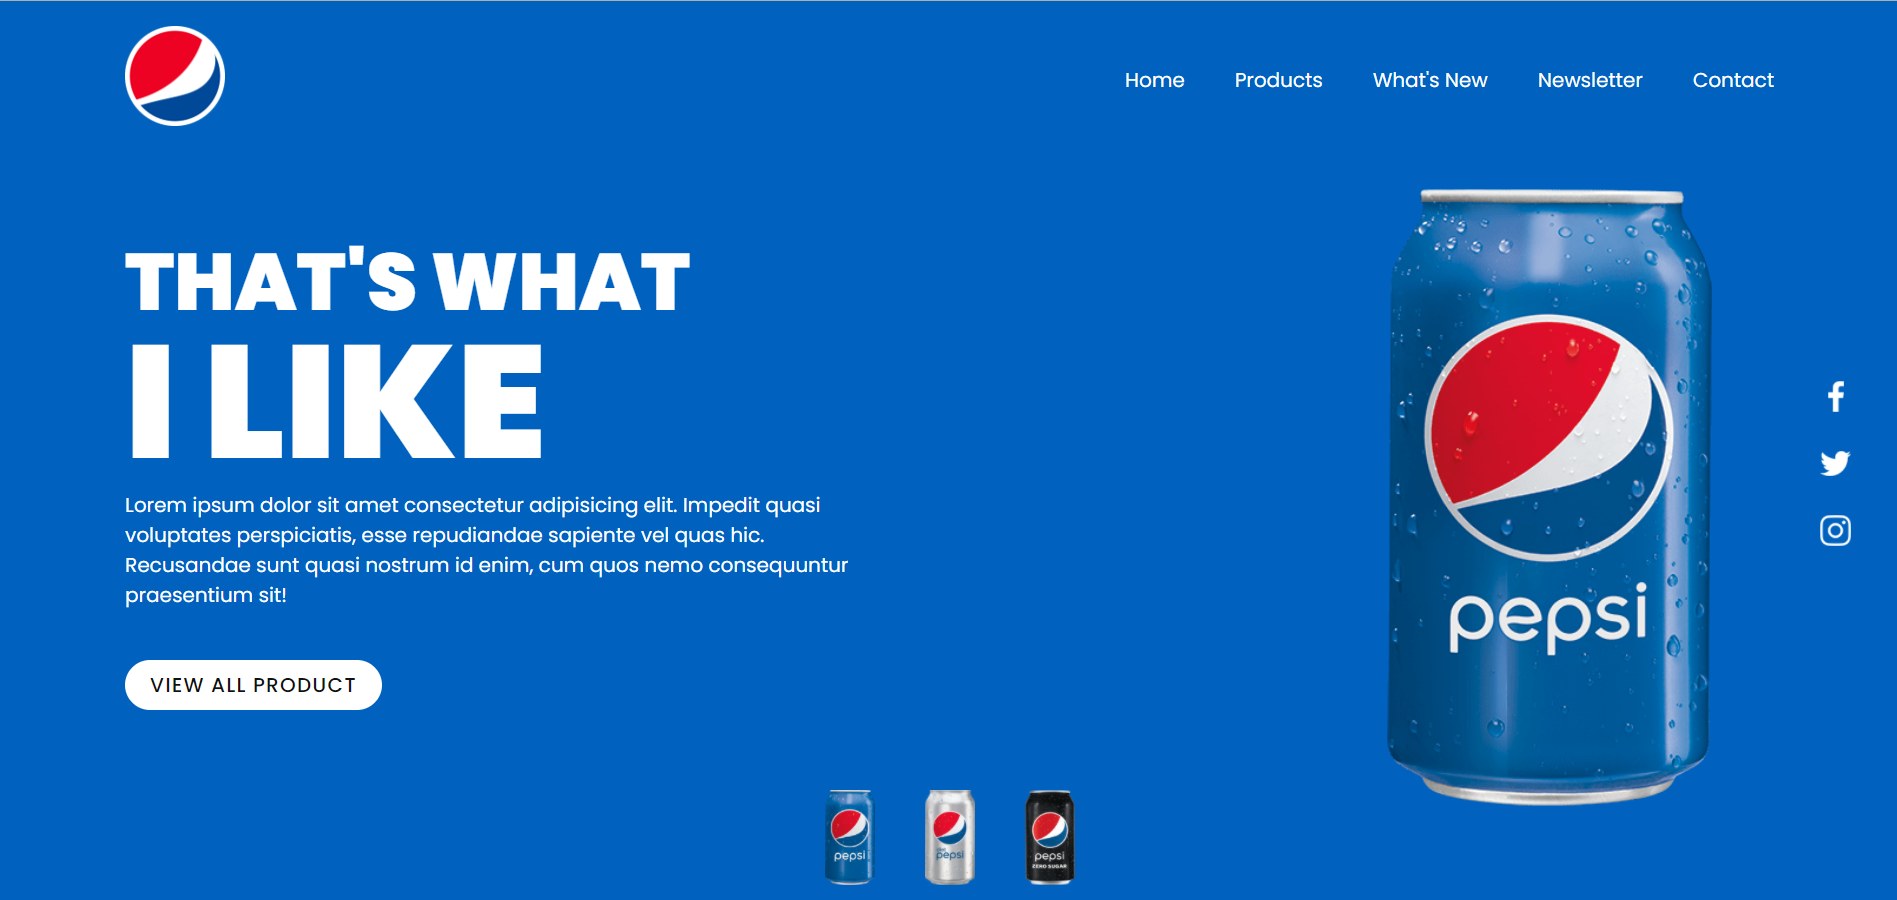 Home Products What's New Newsletter Contact
THAT'S WHAT
I LIKE
Lorem ipsum dolor sit amet consectetur adipisicing elit. Impedit quasi
voluptates perspiciatis, esse repudiandae sapiente vel quas hic.
Recusandae sunt quasi nostrum id enim, cum quos nemo consequuntur
praesentium sit!
VIEW ALL PRODUCT
pepsi
pepsi
diet
pepsi
pepsi
ZERO SUGAR